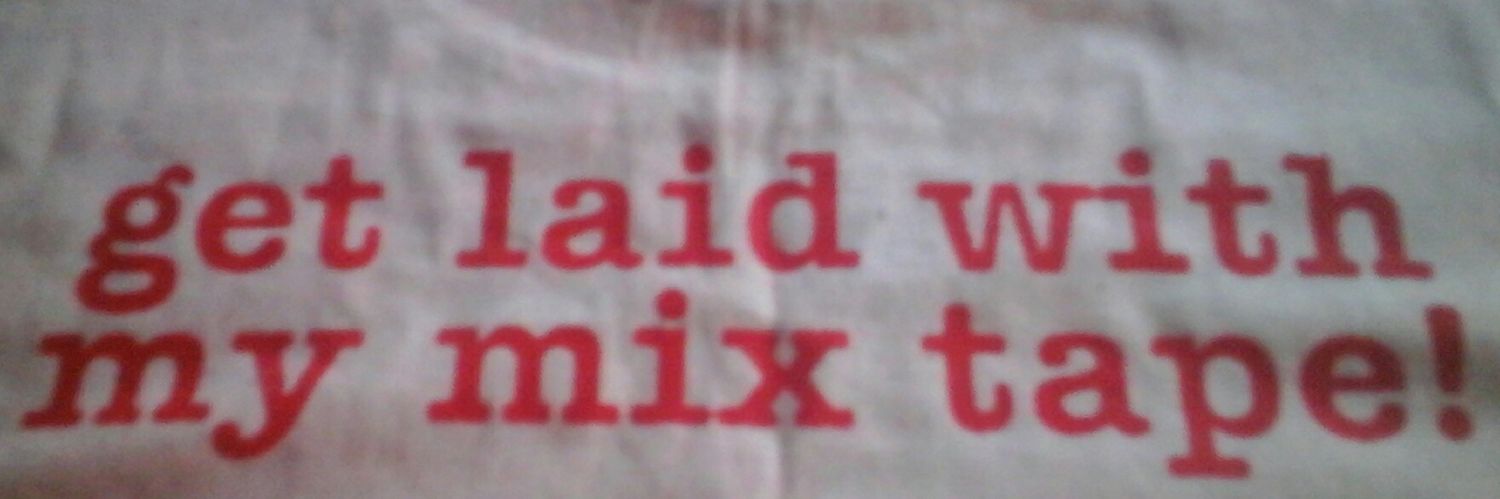 get laid with
my mix tape!